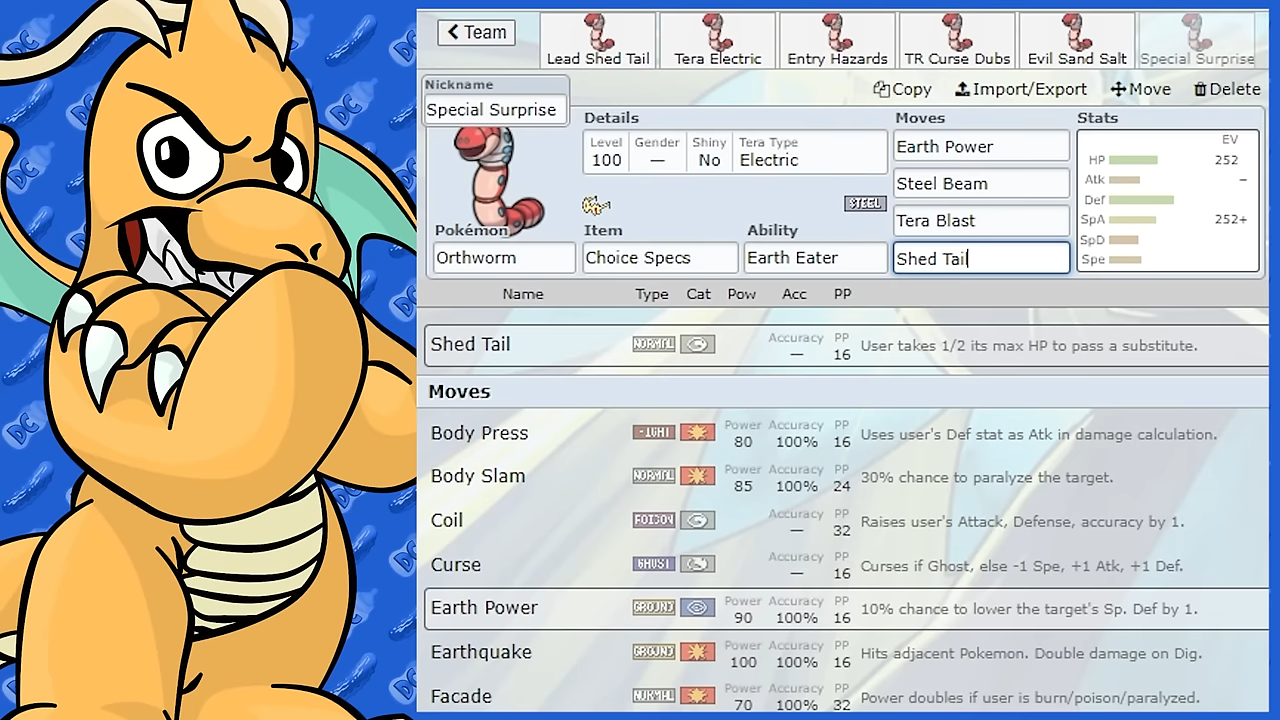 Team
Lead Shed Tail
Tera Electric
Entry Hazards
TR Curse Dubs
Evil Sand Salt
Special Surprise
Nickname
Special Surprise
Copy Import/Export Move Delete
Details Moves Stats
Level Gender Shiny Tera Type
100 — No Electric
Earth Power
Steel Beam
Tera Blast
Shed Tail
EV
HP 252
Atk –
Def
SpA 252+
SpD
Spe
STEEL
Pokémon Item Ability
Orthworm Choice Specs Earth Eater
Name Type Cat Pow Acc PP
Shed Tail NORMAL Accuracy — PP 16 User takes 1/2 its max HP to pass a substitute.
Moves
Body Press FIGHT Power 80 Accuracy 100% PP 16 Uses user's Def stat as Atk in damage calculation.
Body Slam NORMAL Power 85 Accuracy 100% PP 24 30% chance to paralyze the target.
Coil POISON Accuracy — PP 32 Raises user's Attack, Defense, accuracy by 1.
Curse GHOST Accuracy — PP 16 Curses if Ghost, else -1 Spe, +1 Atk, +1 Def.
Earth Power GROUND Power 90 Accuracy 100% PP 16 10% chance to lower the target's Sp. Def by 1.
Earthquake GROUND Power 100 Accuracy 100% PP 16 Hits adjacent Pokemon. Double damage on Dig.
Facade NORMAL Power 70 Accuracy 100% PP 32 Power doubles if user is burn/poison/paralyzed.
DC